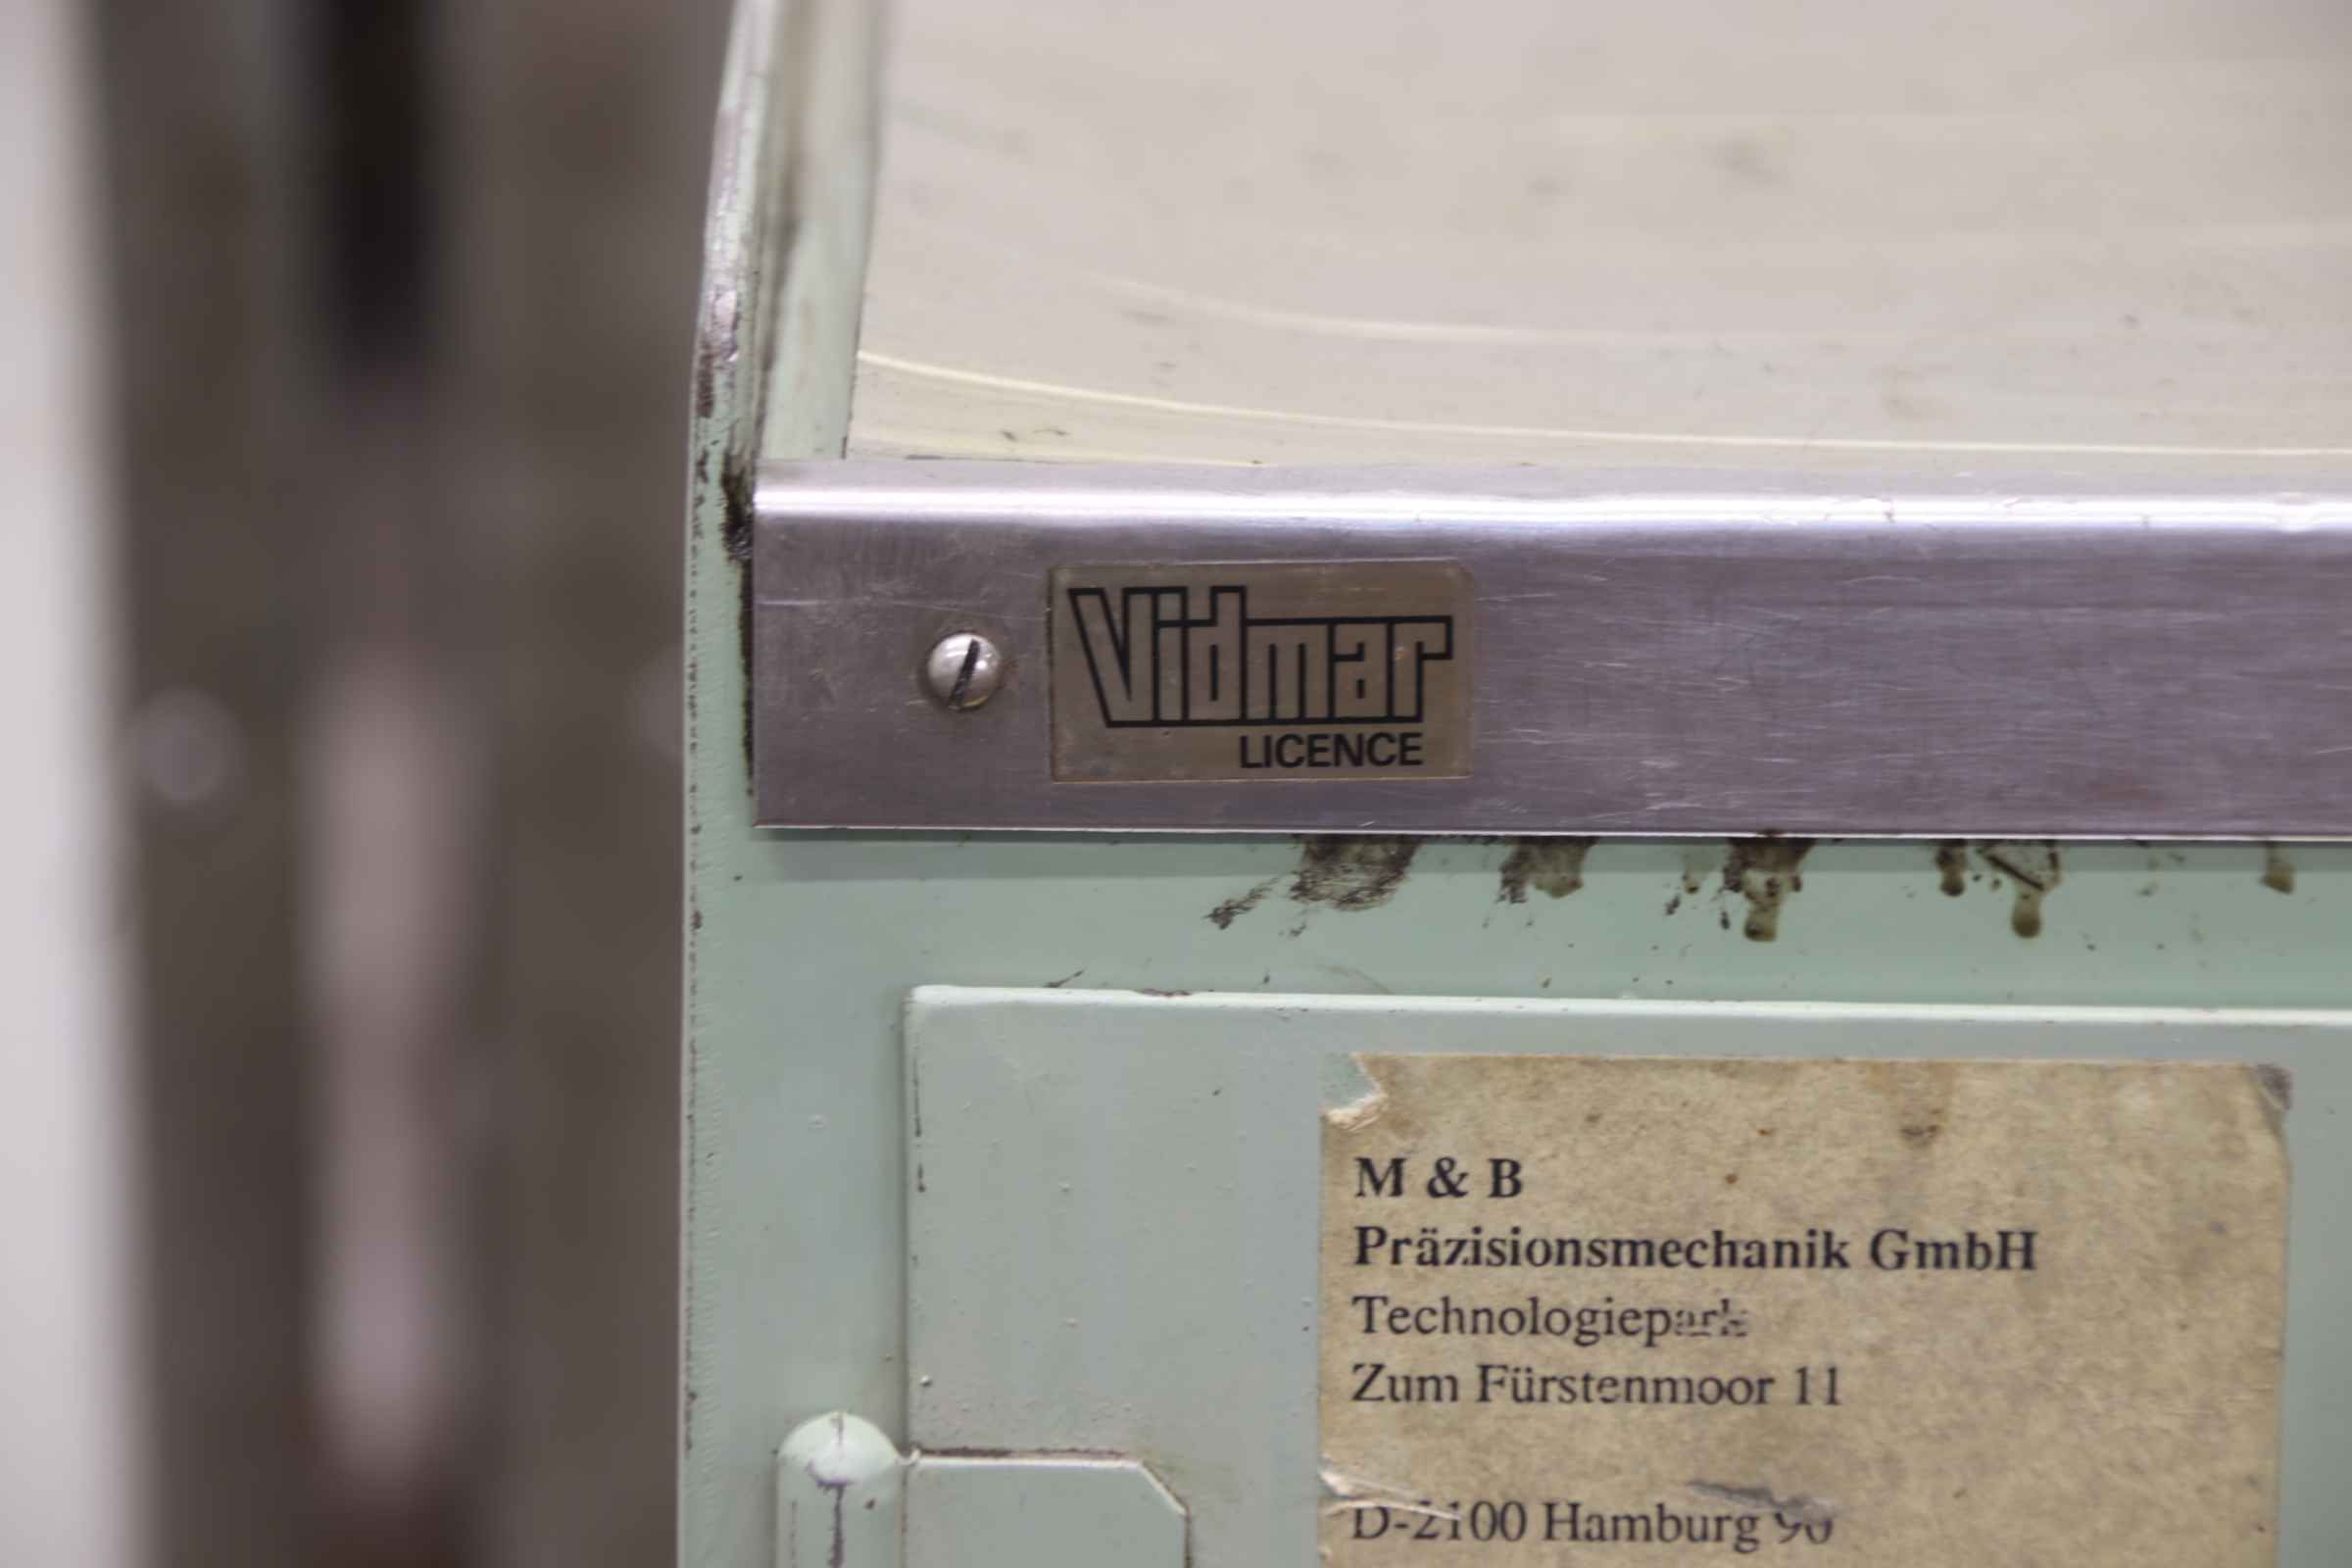 Vidmar
LICENCE
M & B
Präzisionsmechanik GmbH
Technologiepark
Zum Fürstenmoor 11
D-2100 Hamburg 90